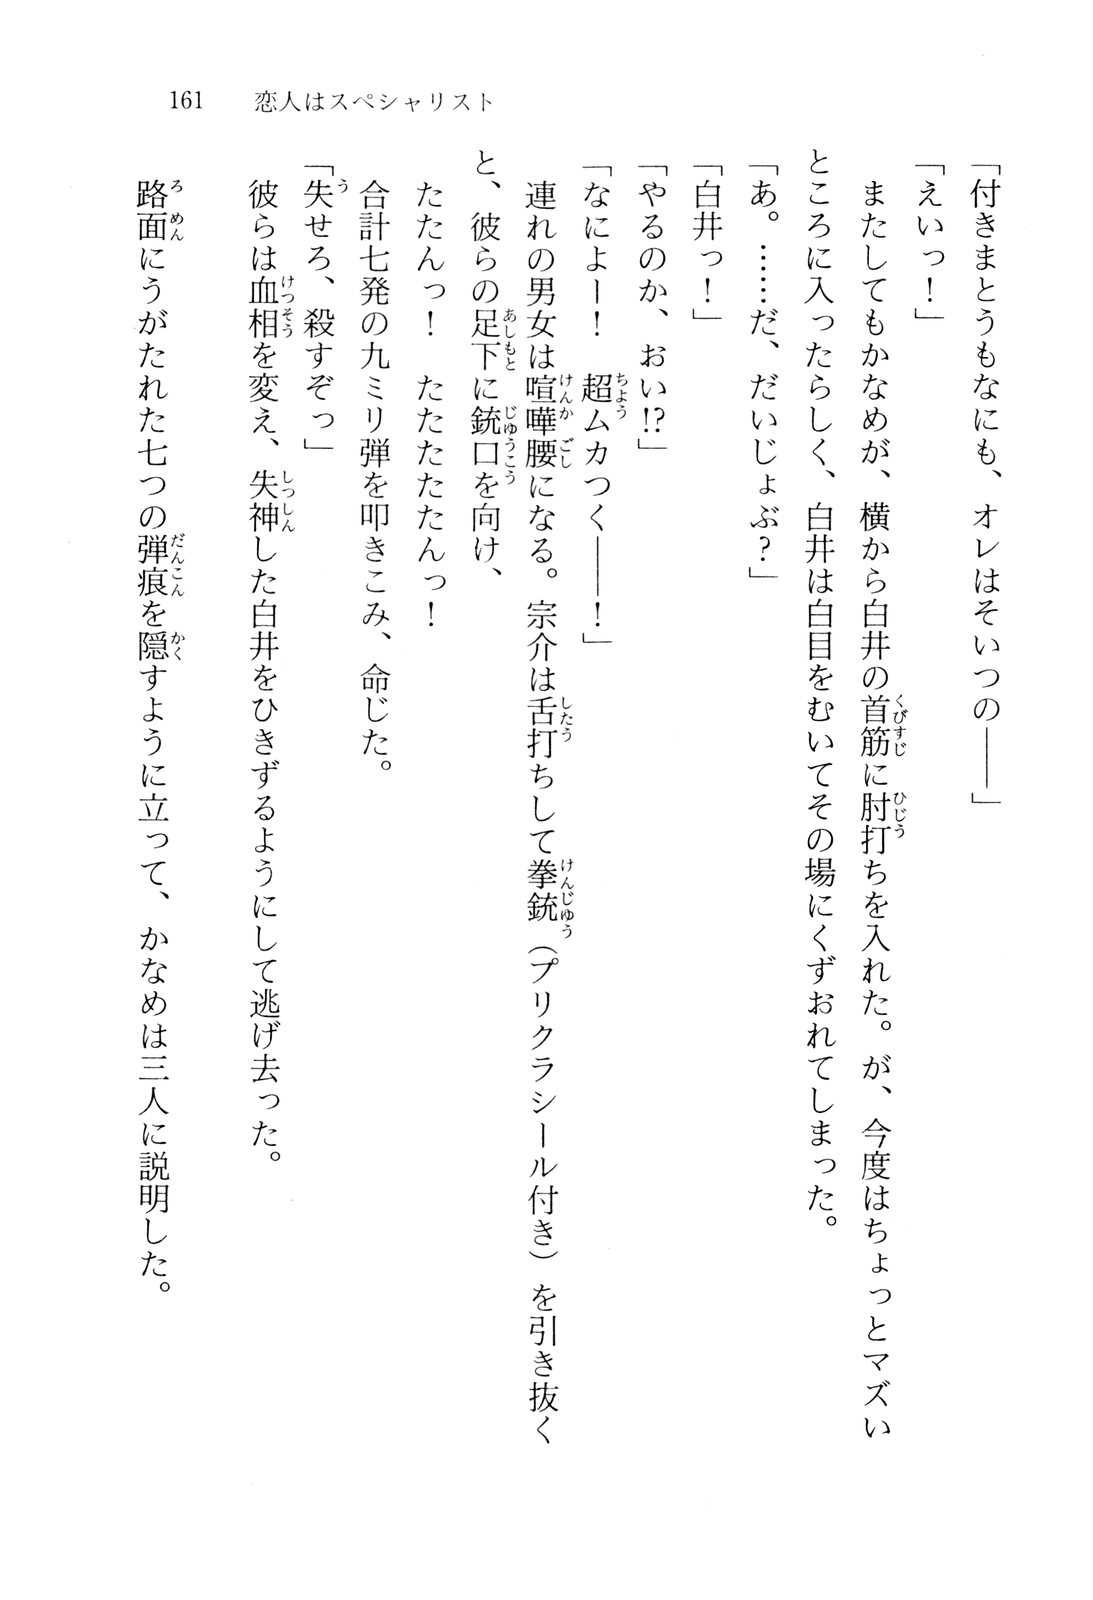 161　恋人はスペシャリスト
「付きまとうもなにも、オレはそいつの――」
「えいっ！」
またしてもかなめが、横から白井の首筋に肘打ちを入れた。が、今度はちょっとマズい
ところに入ったらしく、白井は白目をむいてその場にくずおれてしまった。
「あ。……だ、だいじょぶ？」
「白井っ！」
「やるのか、おい!?」
「なによー！　超ムカつく――！」
連れの男女は喧嘩腰になる。宗介は舌打ちして拳銃（プリクラシール付き）を引き抜く
と、彼らの足下に銃口を向け、
たたんっ！　たたたたんっ！
合計七発の九ミリ弾を叩きこみ、命じた。
「失せろ、殺すぞっ」
彼らは血相を変え、失神した白井をひきずるようにして逃げ去った。
路面にうがたれた七つの弾痕を隠すように立って、かなめは三人に説明した。